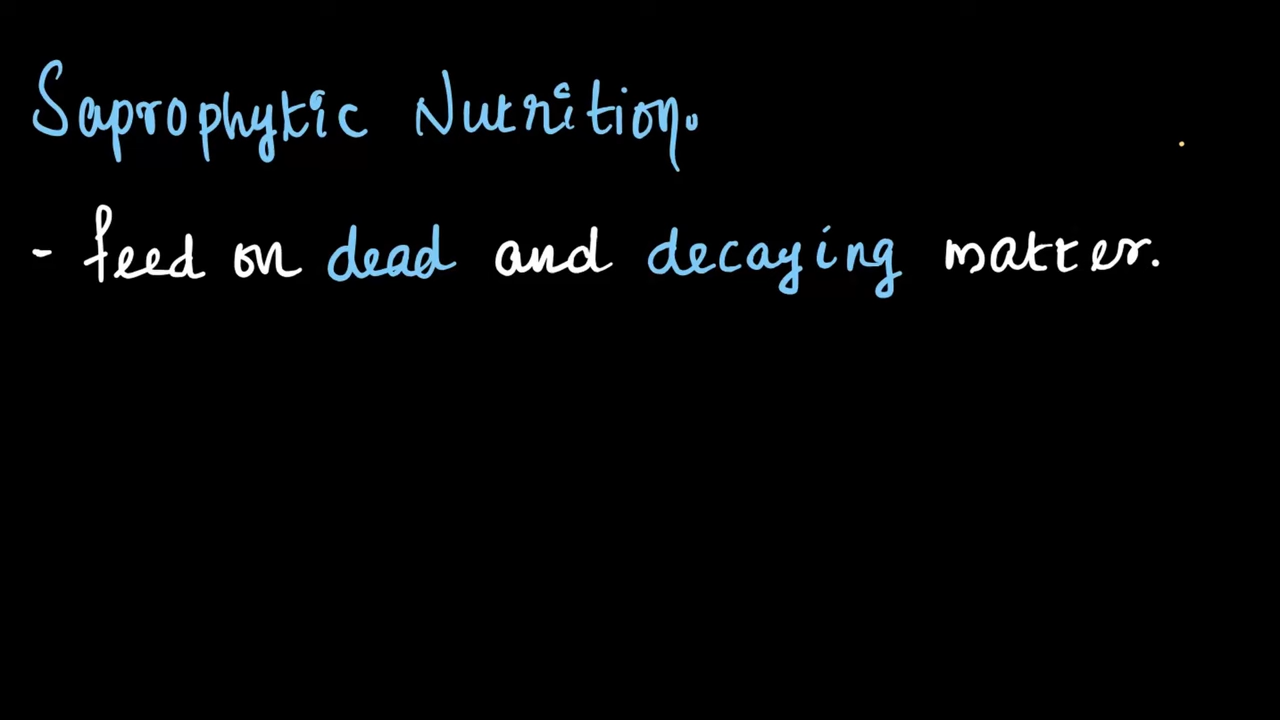 Saprophytic Nutrition.
- feed on dead and decaying matter.